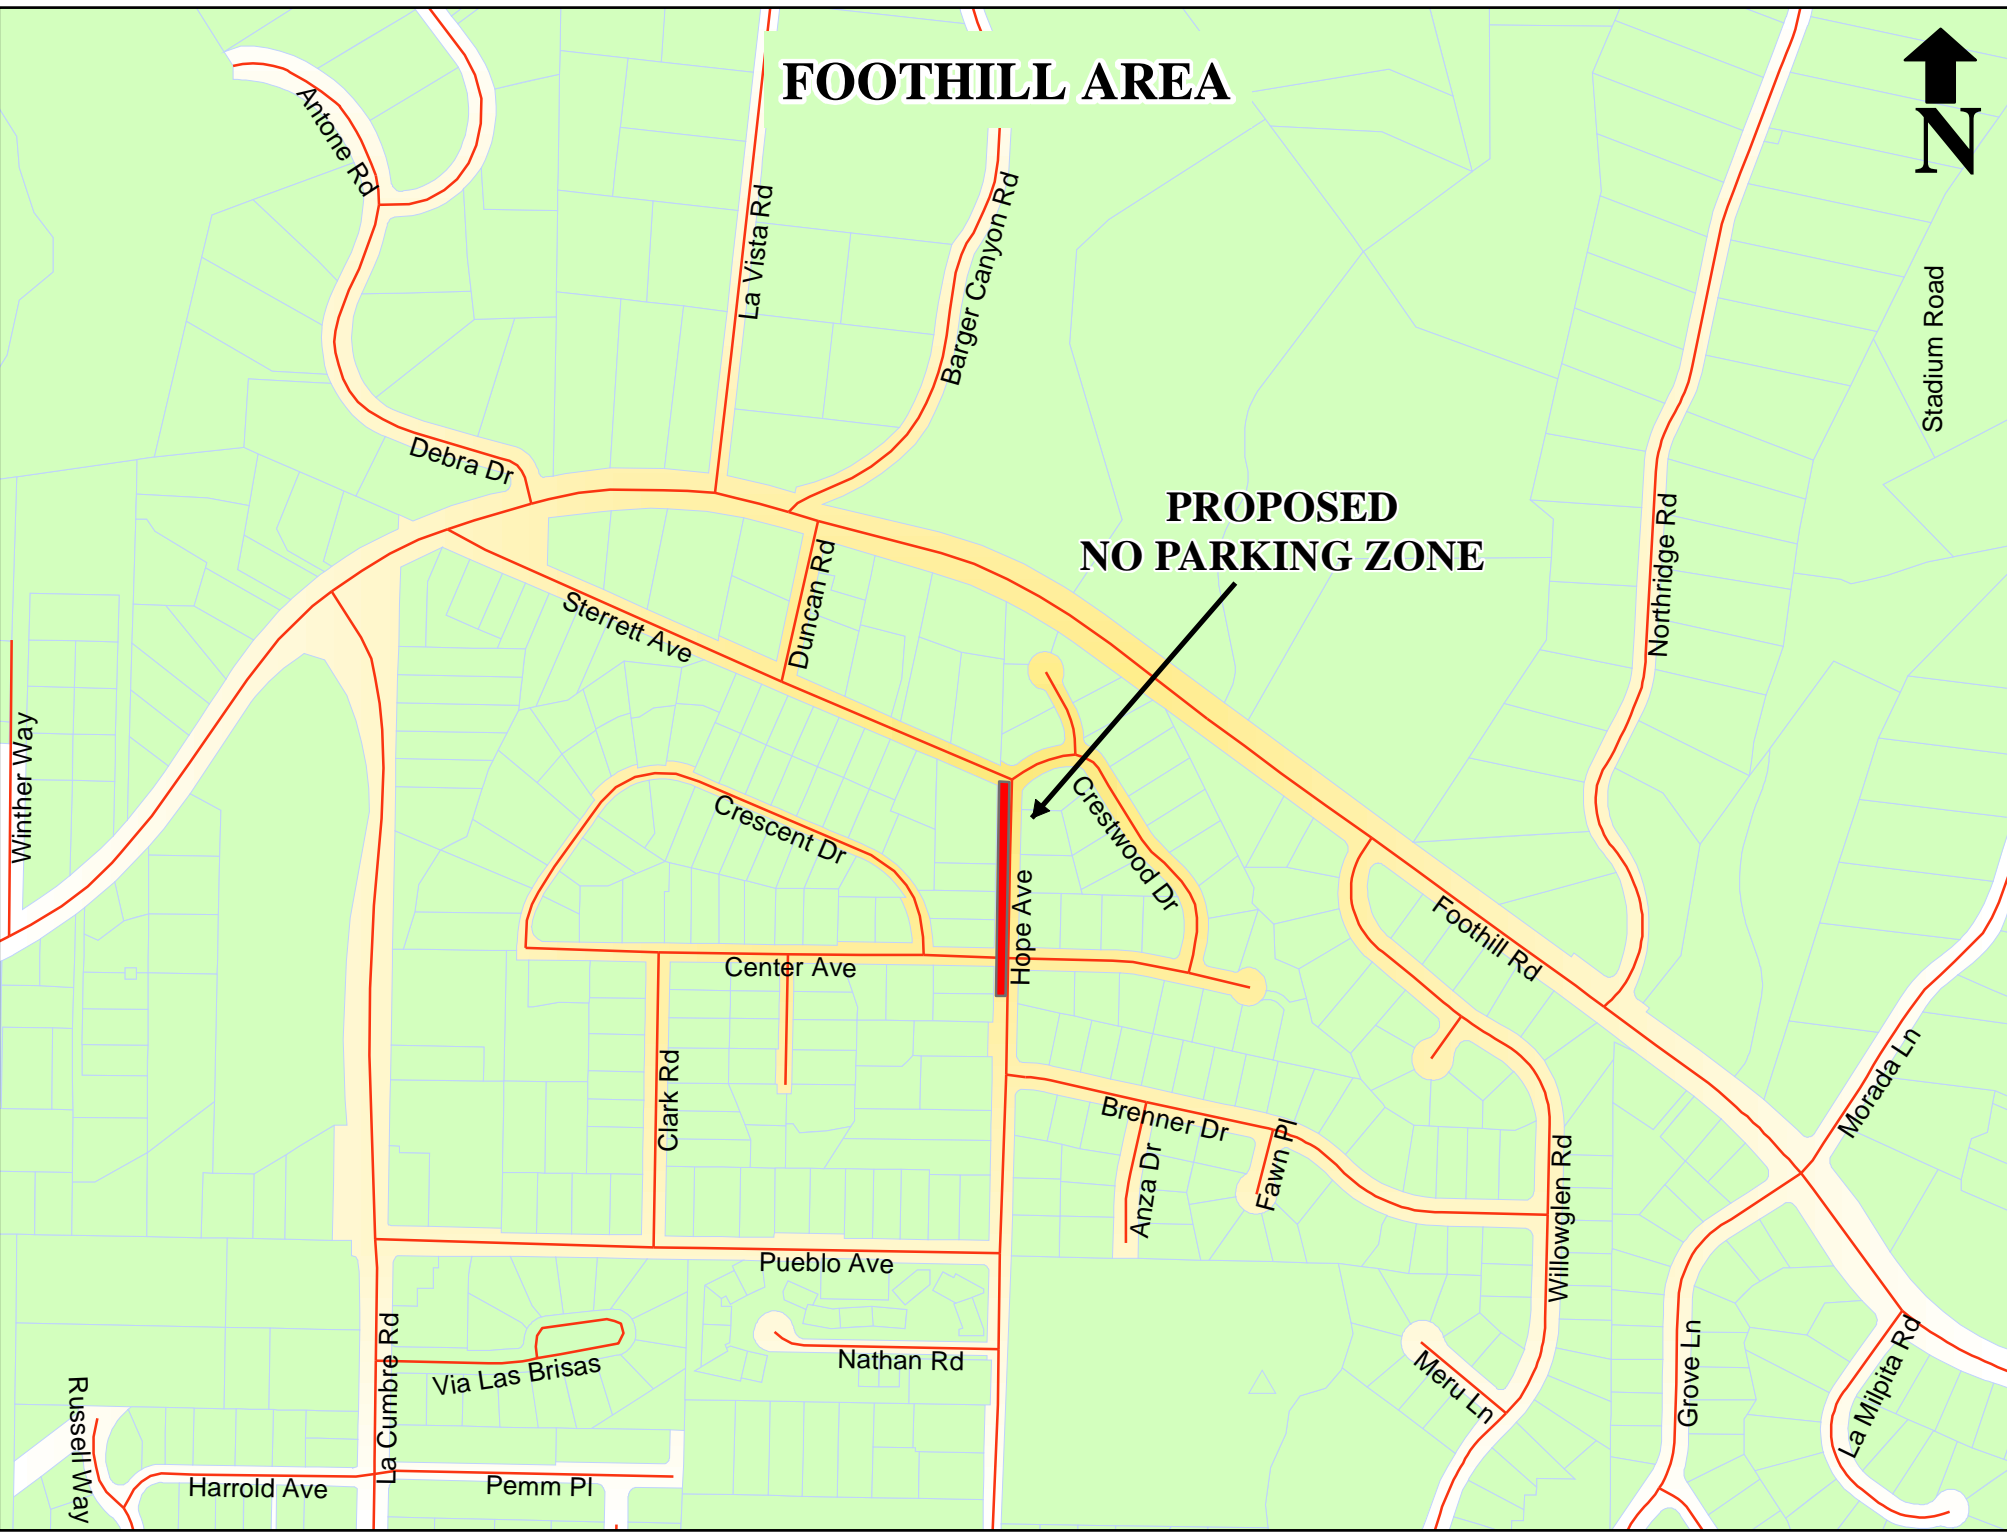 FOOTHILL AREA
N
Antone Rd
La Vista Rd
Barger Canyon Rd
Stadium Road
Debra Dr
PROPOSED
NO PARKING ZONE
Northridge Rd
Duncan Rd
Sterrett Ave
Winther Way
Crescent Dr
Crestwood Dr
Hope Ave
Foothill Rd
Center Ave
Clark Rd
Morada Ln
Brenner Dr
Anza Dr
Fawn Pl
Willowglen Rd
Pueblo Ave
La Cumbre Rd
Via Las Brisas
Nathan Rd
Meru Ln
Grove Ln
La Milpita Rd
Russell Way
Harrold Ave
Pemm Pl